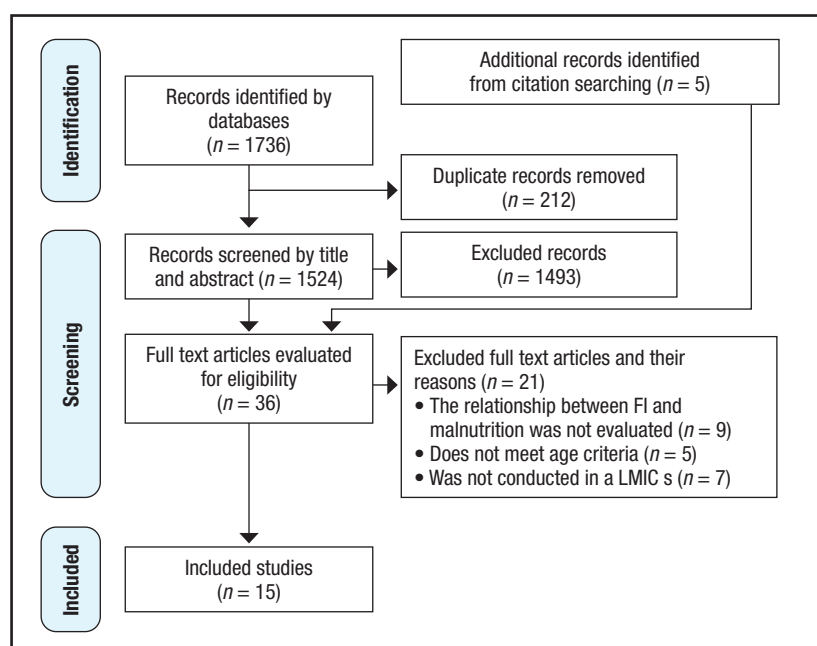 Identification
Additional records identified
from citation searching (n = 5)
Records identified by
databases
(n = 1736)
Duplicate records removed
(n = 212)
Screening
Records screened by title
and abstract (n = 1524)
Excluded records
(n = 1493)
Full text articles evaluated
for eligibility
(n = 36)
Excluded full text articles and their
reasons (n = 21)
• The relationship between FI and
malnutrition was not evaluated (n = 9)
• Does not meet age criteria (n = 5)
• Was not conducted in a LMIC s (n = 7)
Included
Included studies
(n = 15)